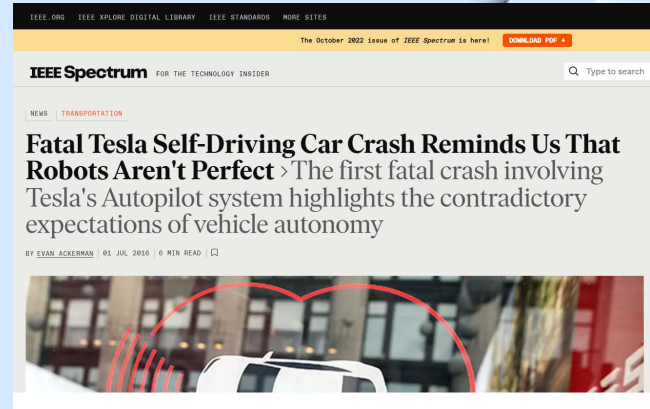 IEEE.ORG IEEE XPLORE DIGITAL LIBRARY IEEE STANDARDS MORE SITES
The October 2022 issue of IEEE Spectrum is here! DOWNLOAD PDF
IEEE Spectrum FOR THE TECHNOLOGY INSIDER
Type to search
NEWS TRANSPORTATION
Fatal Tesla Self-Driving Car Crash Reminds Us That
Robots Aren't Perfect › The first fatal crash involving
Tesla's Autopilot system highlights the contradictory
expectations of vehicle autonomy
BY EVAN ACKERMAN | 01 JUL 2016 | 6 MIN READ |